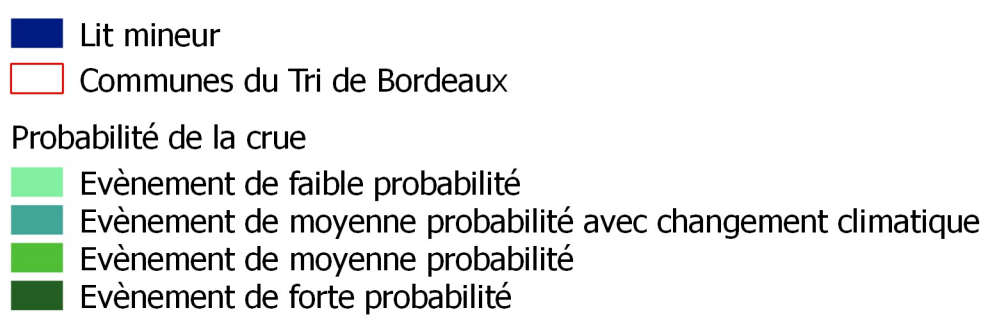 Lit mineur
Communes du Tri de Bordeaux
Probabilité de la crue
Evènement de faible probabilité
Evènement de moyenne probabilité avec changement climatique
Evènement de moyenne probabilité
Evènement de forte probabilité